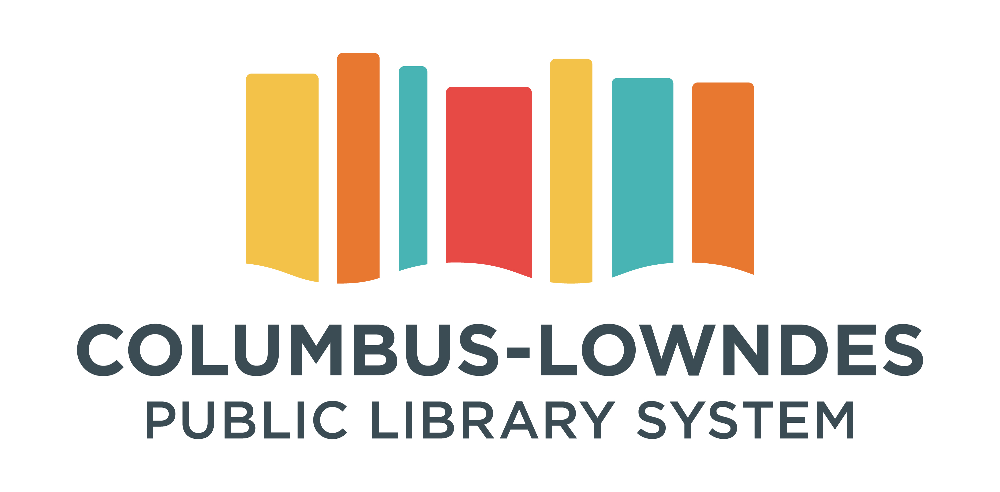 COLUMBUS-LOWNDES
PUBLIC LIBRARY SYSTEM